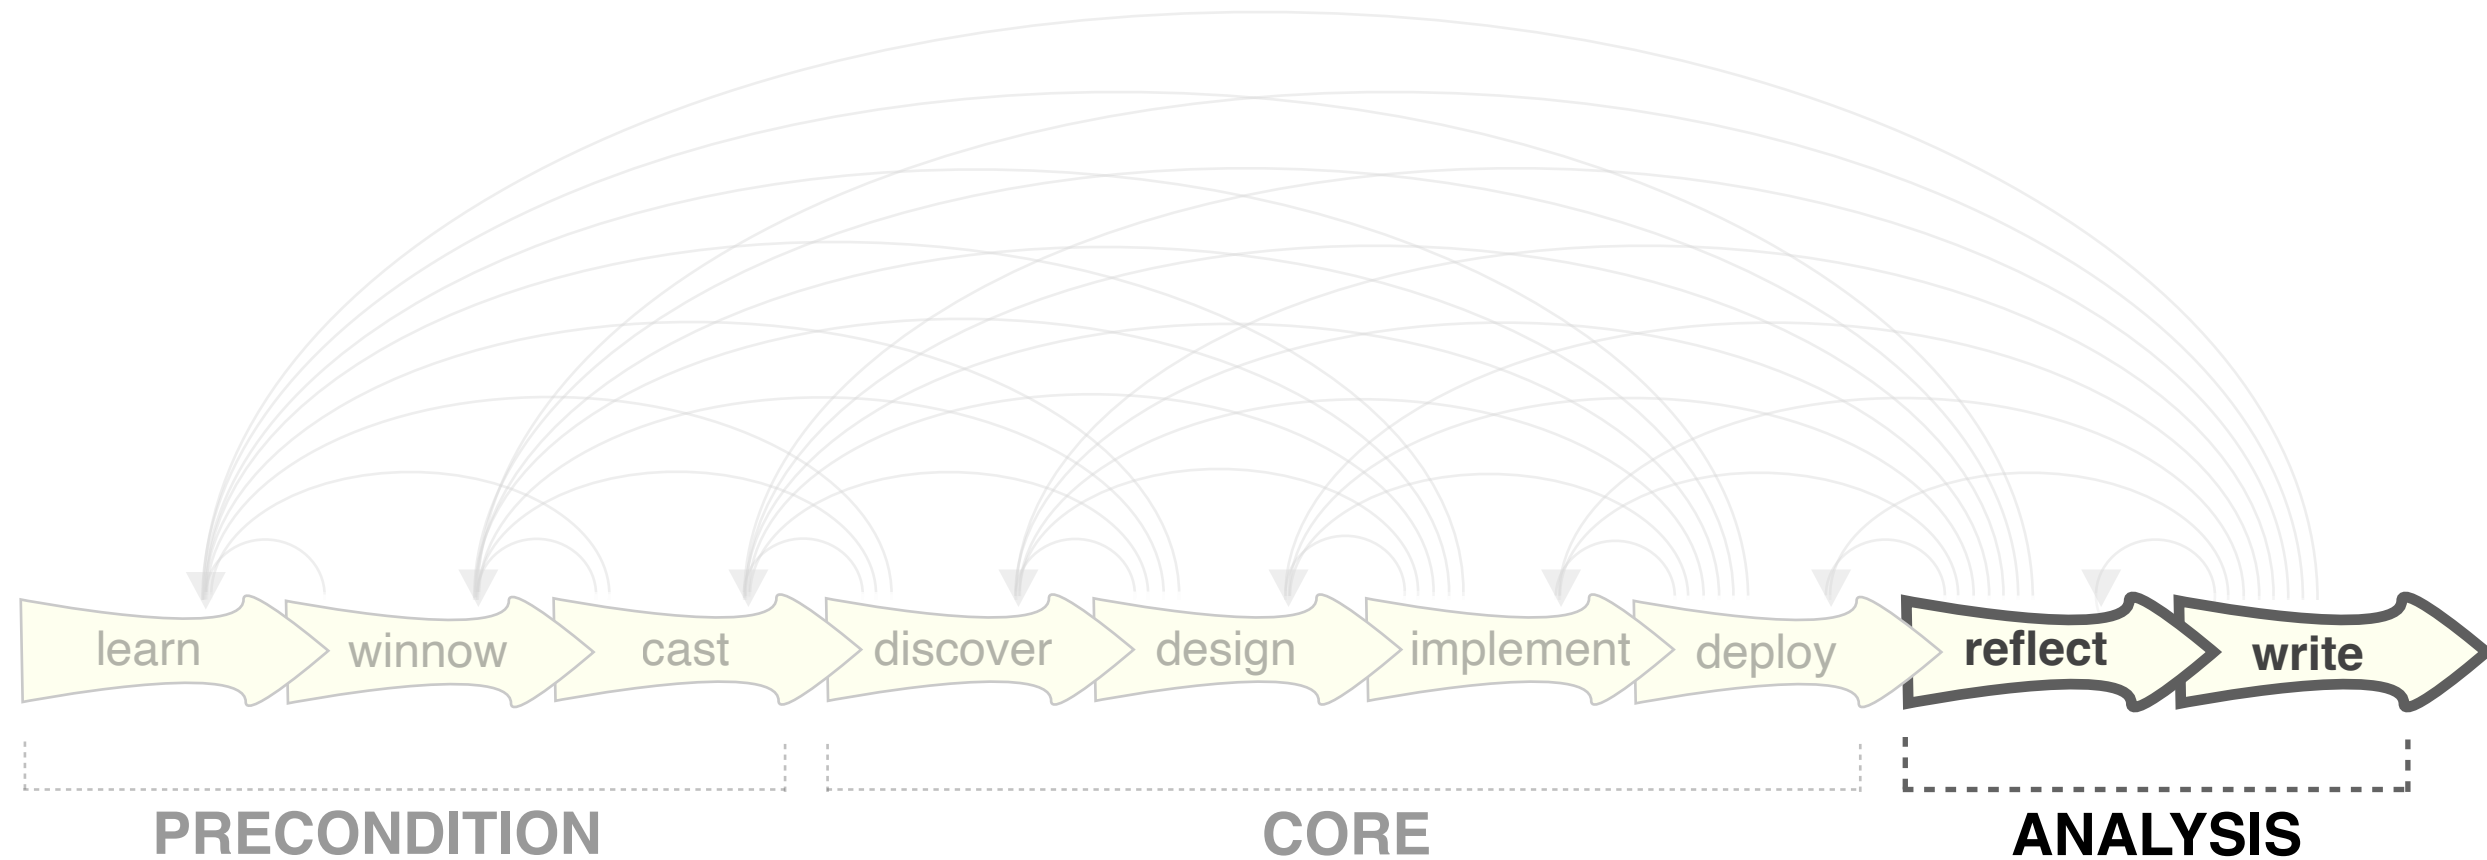 learn
winnow
cast
discover
design
implement
deploy
reflect
write
PRECONDITION
CORE
ANALYSIS